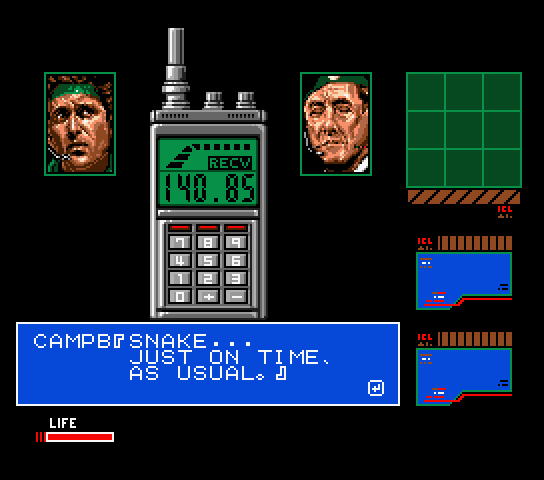 RECV
140.85
7 8 9
4 5 6
1 2 3
0 + -
CAMPB『SNAKE...
JUST ON TIME、
AS USUAL。』
LIFE